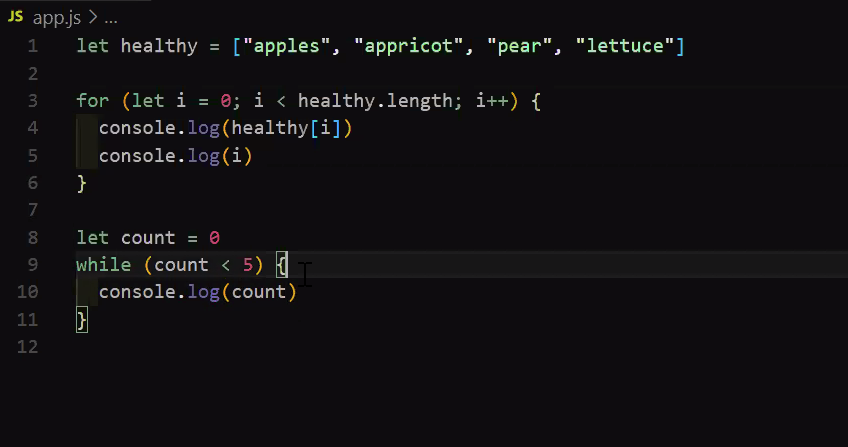 JS app.js > ...
1 let healthy = ["apples", "appricot", "pear", "lettuce"]
2
3 for (let i = 0; i < healthy.length; i++) {
4   console.log(healthy[i])
5   console.log(i)
6 }
7
8 let count = 0
9 while (count < 5) {
10   console.log(count)
11 }
12